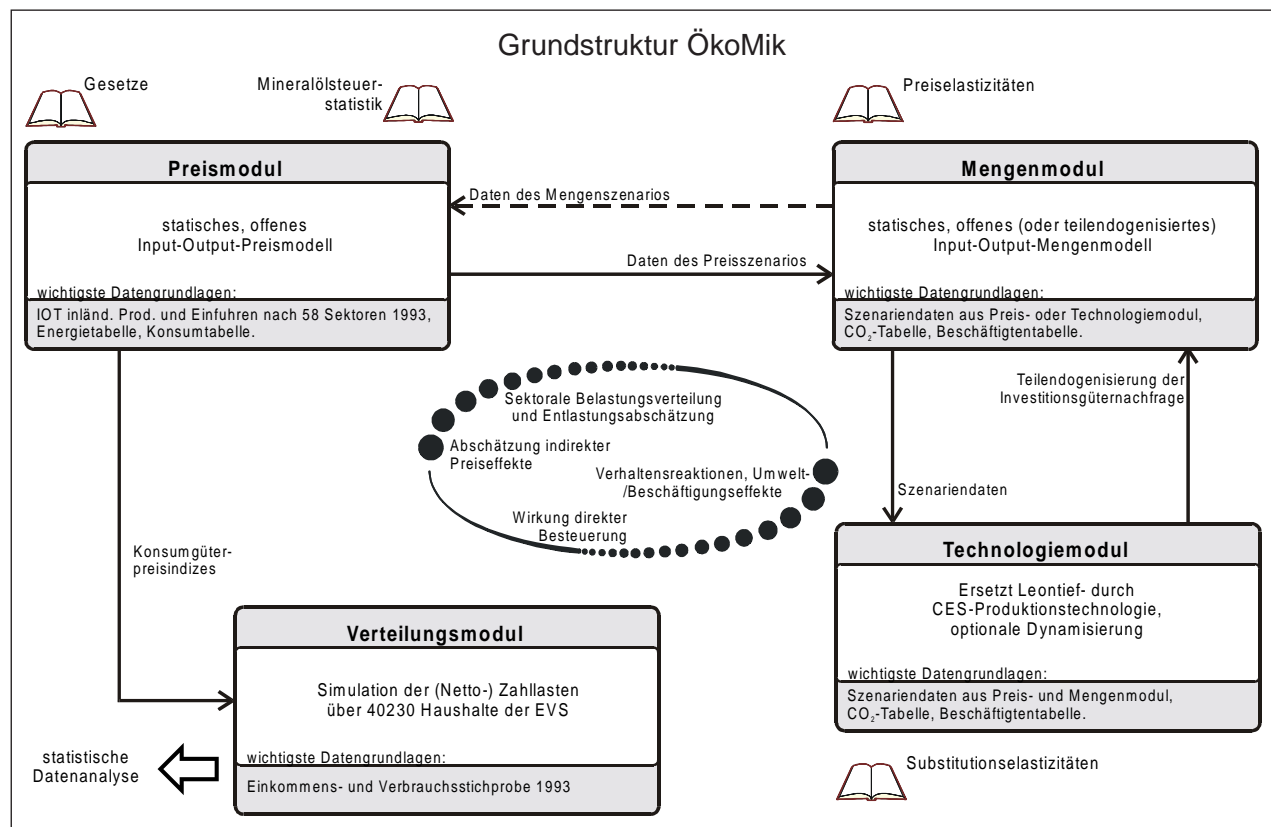 Grundstruktur ÖkoMik
Gesetze
Mineralölsteuer-
statistik
Preiselastizitäten
Preismodul
statisches, offenes
Input-Output-Preismodell
wichtigste Datengrundlagen:
IOT inländ. Prod. und Einfuhren nach 58 Sektoren 1993,
Energietabelle, Konsumtabelle.
Daten des Mengenszenarios
Daten des Preisszenarios
Mengenmodul
statisches, offenes (oder teilendogenisiertes)
Input-Output-Mengenmodell
wichtigste Datengrundlagen:
Szenariendaten aus Preis- oder Technologiemodul,
CO₂-Tabelle, Beschäftigtentabelle.
Sektorale Belastungsverteilung
und Entlastungsabschätzung
Abschätzung indirekter
Preiseffekte
Verhaltensreaktionen, Umwelt-
/Beschäftigungseffekte
Wirkung direkter
Besteuerung
Teilendogenisierung der
Investitionsgüternachfrage
Szenariendaten
Konsumgüter-
preisindizes
Technologiemodul
Ersetzt Leontief- durch
CES-Produktionstechnologie,
optionale Dynamisierung
wichtigste Datengrundlagen:
Szenariendaten aus Preis- und Mengenmodul,
CO₂-Tabelle, Beschäftigtentabelle.
Verteilungsmodul
Simulation der (Netto-) Zahllasten
über 40230 Haushalte der EVS
wichtigste Datengrundlagen:
Einkommens- und Verbrauchsstichprobe 1993
statistische
Datenanalyse
Substitutionselastizitäten